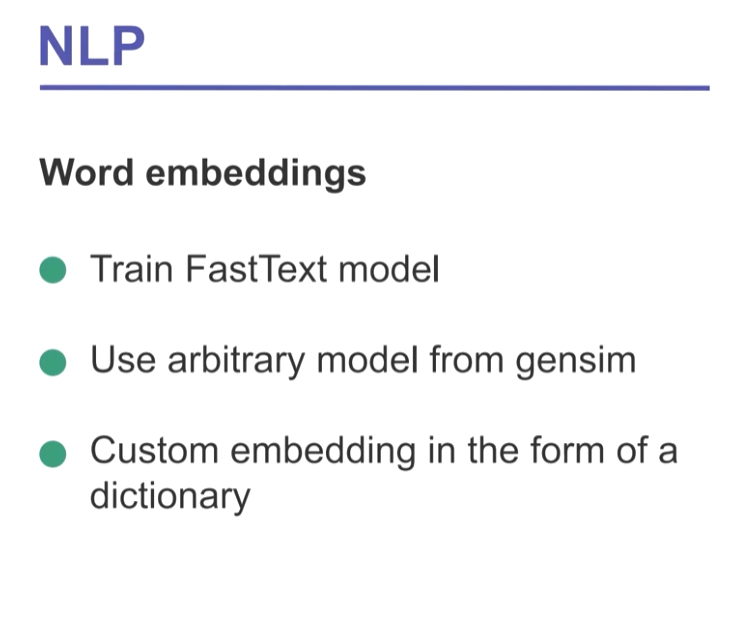 NLP
Word embeddings
Train FastText model
Use arbitrary model from gensim
Custom embedding in the form of a
dictionary